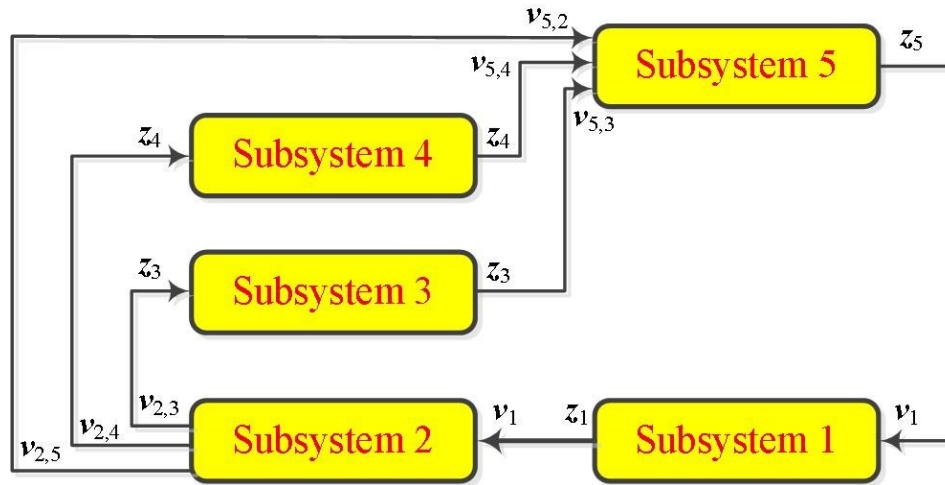 v5,2
z5
Subsystem 5
v5,4
v5,3
z4
Subsystem 4
z4
z3
Subsystem 3
z3
v2,3
v2,4
v2,5
Subsystem 2
v1
z1
Subsystem 1
v1